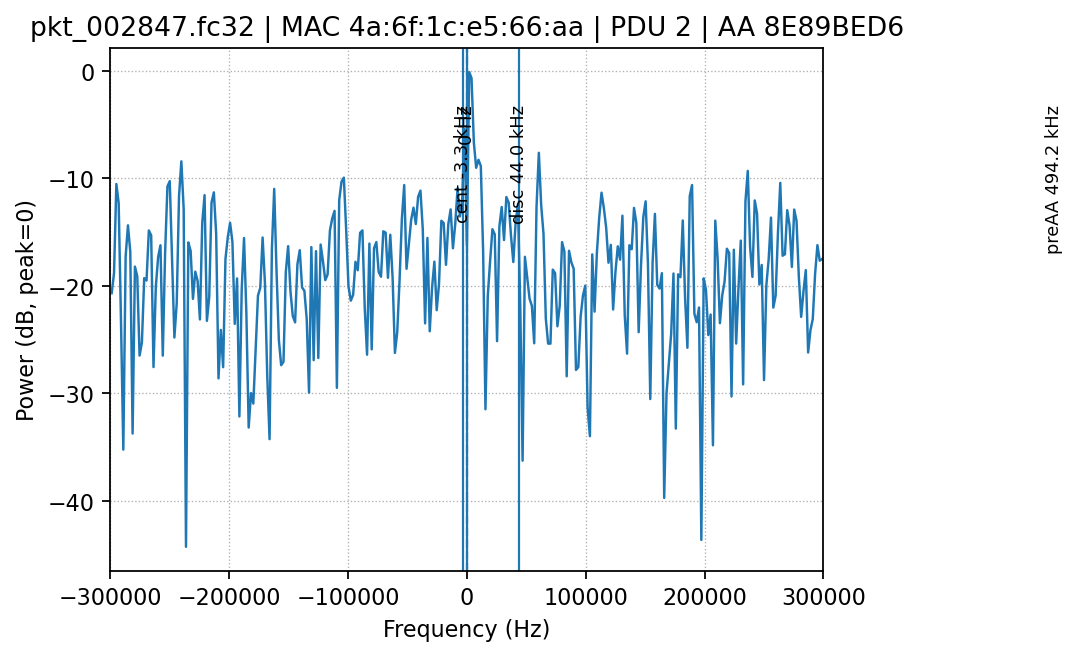 pkt_002847.fc32 | MAC 4a:6f:1c:e5:66:aa | PDU 2 | AA 8E89BED6
Power (dB, peak=0)
0
−10
−20
−30
−40
cent -3.3 kHz
disc 44.0 kHz
preAA 494.2 kHz
−300000
−200000
−100000
0
100000
200000
300000
Frequency (Hz)